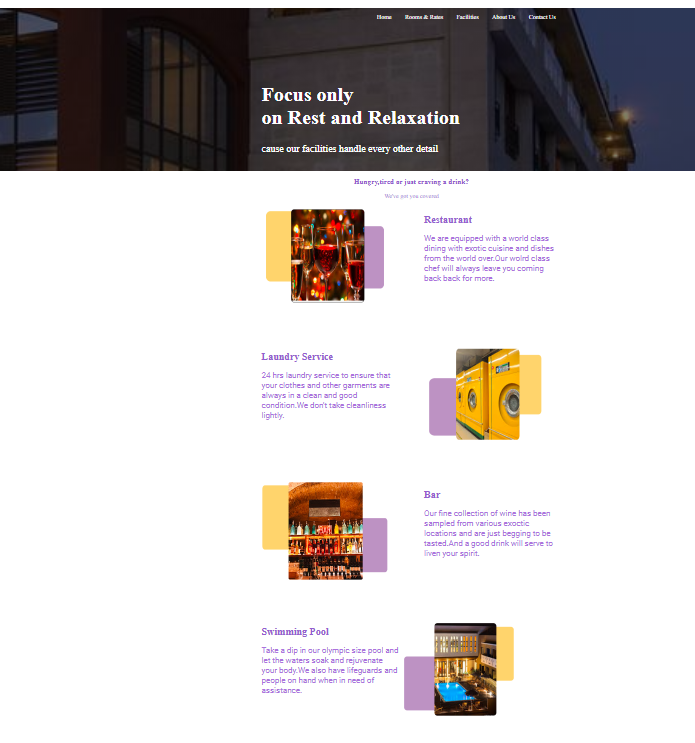 Home Rooms & Rates Facilities About Us Contact Us
Focus only
on Rest and Relaxation
cause our facilities handle every other detail
Hungry,tired or just craving a drink?
We've got you covered
Restaurant
We are equipped with a world class
dining with exotic cuisine and dishes
from the world over.Our wolrd class
chef will always leave you coming
back back for more.
Laundry Service
24 hrs laundry service to ensure that
your clothes and other garments are
always in a clean and good
condition.We don't take cleanliness
lightly.
Bar
Our fine collection of wine has been
sampled from various exoctic
locations and are just begging to be
tasted.And a good drink will serve to
liven your spirit.
Swimming Pool
Take a dip in our olympic size pool and
let the waters soak and rejuvenate
your body.We also have lifeguards and
people on hand when in need of
assistance.